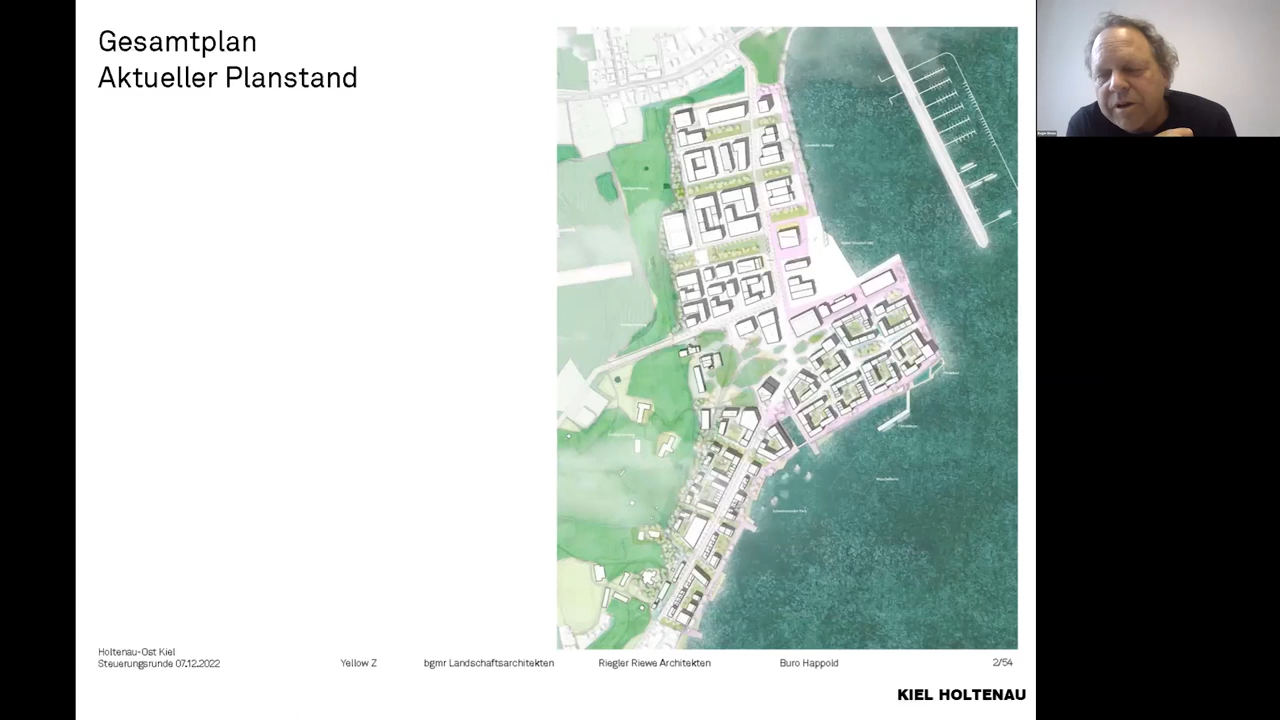 Gesamtplan
Aktueller Planstand
Holtenau-Ost Kiel
Steuerungsrunde 07.12.2022
Yellow Z
bgmr Landschaftsarchitekten
Riegler Riewe Architekten
Buro Happold
2/54
KIEL HOLTENAU